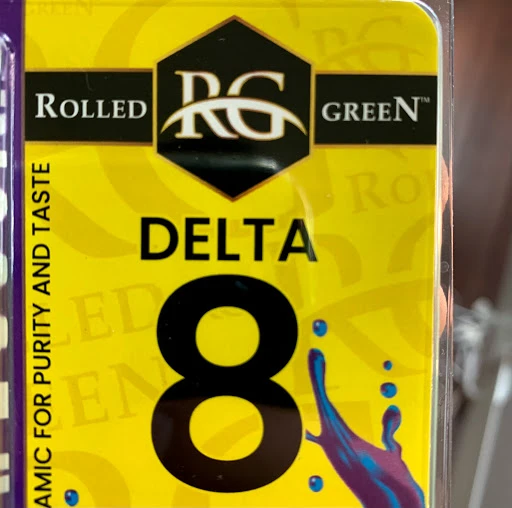 RG
ROLLED
GREEN™
DELTA
8
AMIC FOR PURITY AND TASTE